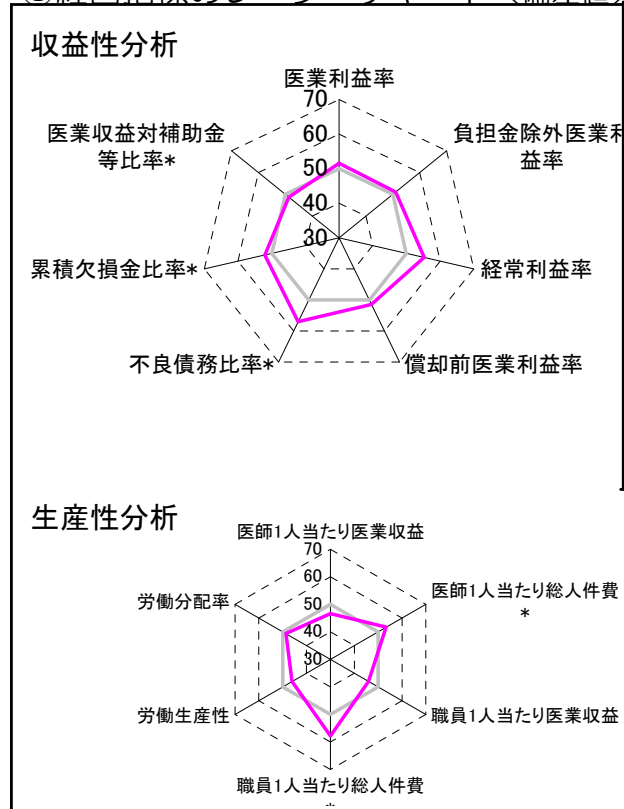 収益性分析
医業利益率
70
60
50
40
30
負担金除外医業利
益率
経常利益率
償却前医業利益率
不良債務比率*
累積欠損金比率*
医業収益対補助金
等比率*
生産性分析
医師1人当たり医業収益
70
60
50
40
30
医師1人当たり総人件費
*
職員1人当たり医業収益
職員1人当たり総人件費
*
労働生産性
労働分配率